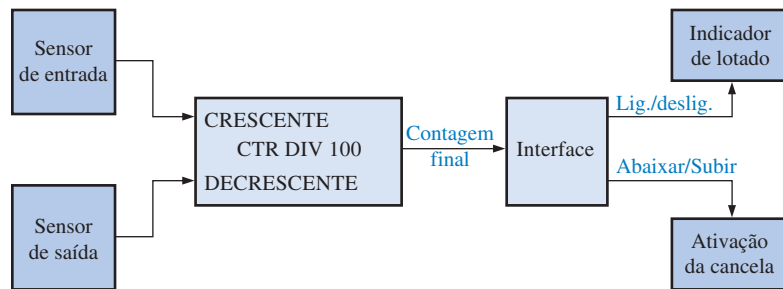 Sensor
de entrada
Sensor
de saída
CRESCENTE
CTR DIV 100
DECRESCENTE
Contagem
final
Interface
Lig./deslig.
Abaixar/Subir
Indicador
de lotado
Ativação
da cancela